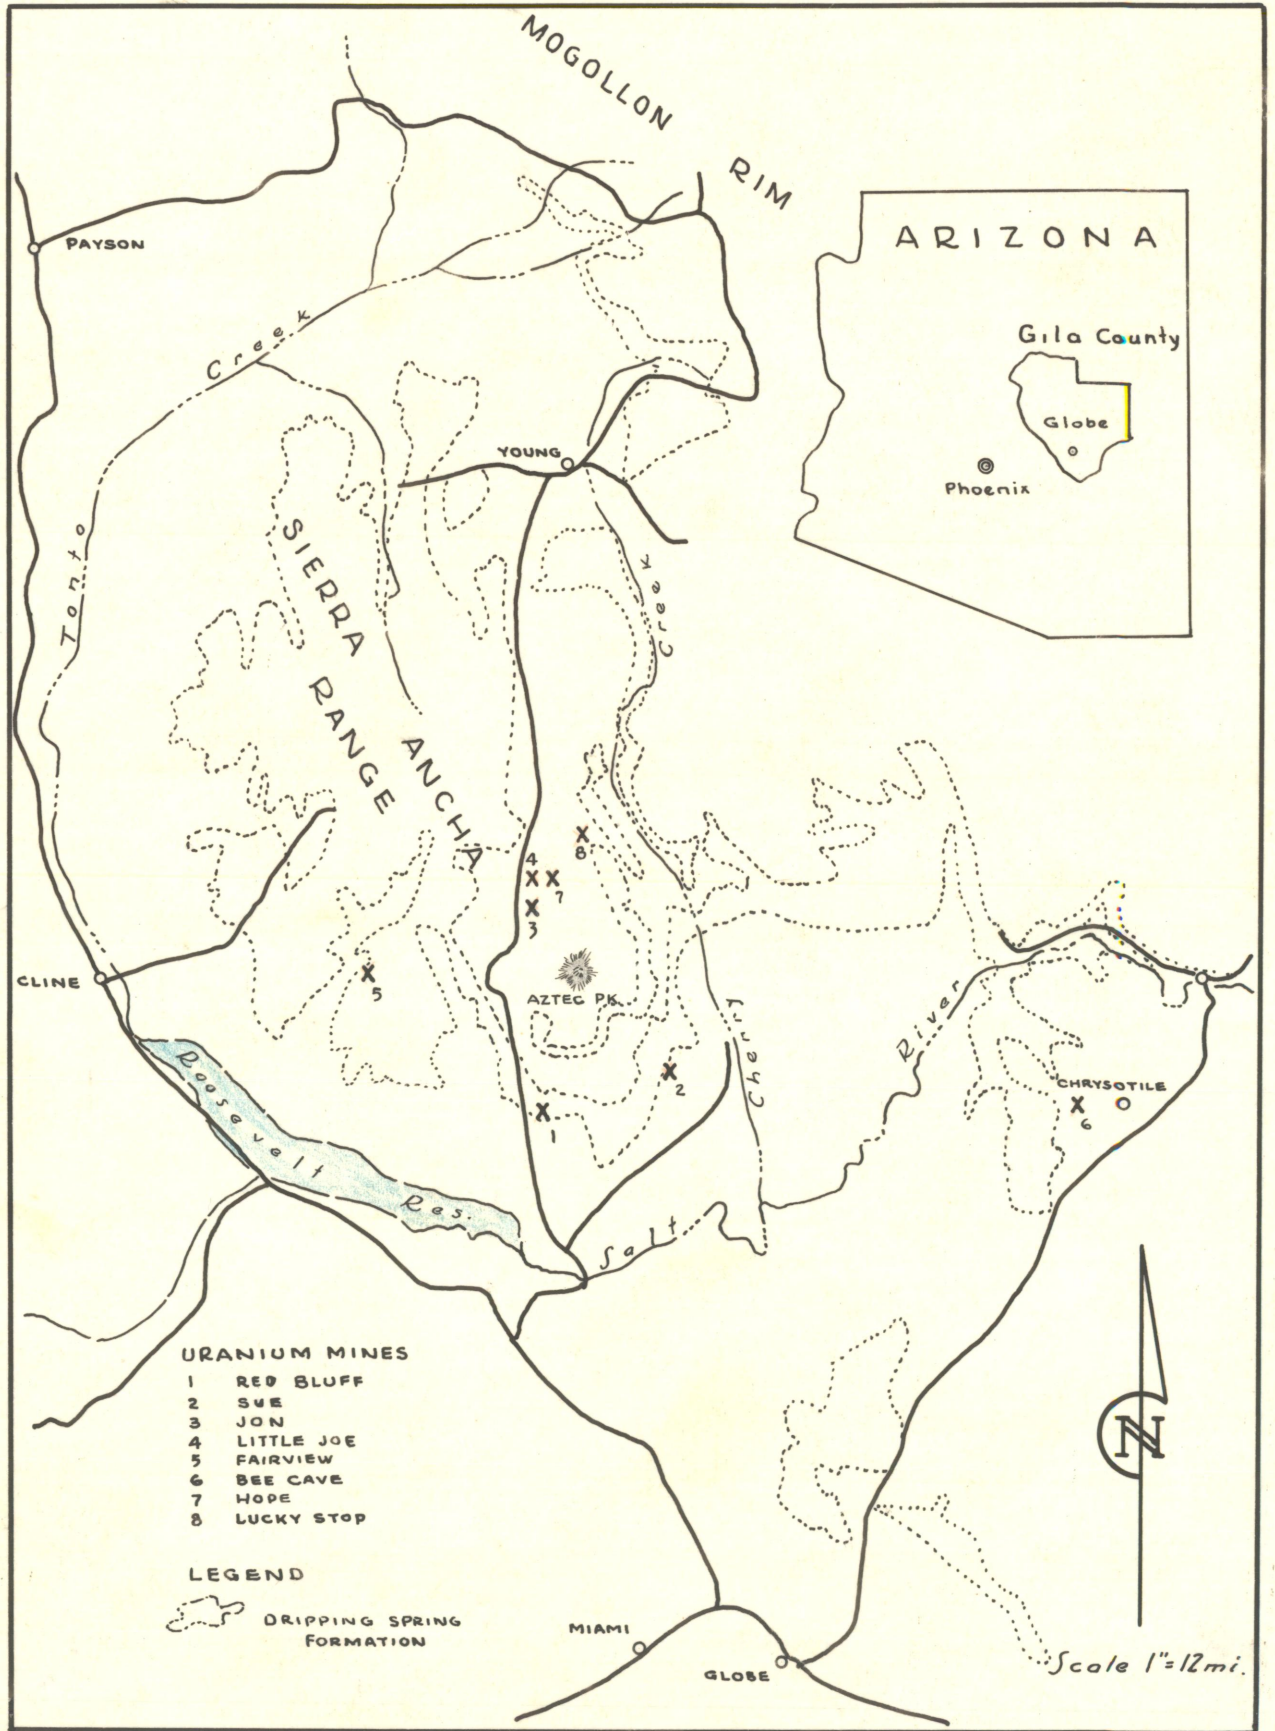 MOGOLLON
RIM
PAYSON
ARIZONA
Gila County
Globe
Phoenix
Creek
YOUNG
Tonto
SIERRA
RANGE
ANCHA
Creek
8
4
7
3
5
AZTEC PK.
CLINE
Roosevelt
Res.
2
1
Cherry
River
CHRYSOTILE
6
Salt
URANIUM MINES
1 RED BLUFF
2 SUE
3 JON
4 LITTLE JOE
5 FAIRVIEW
6 BEE CAVE
7 HOPE
8 LUCKY STOP
N
LEGEND
DRIPPING SPRING
FORMATION
MIAMI
GLOBE
Scale 1"=12mi.